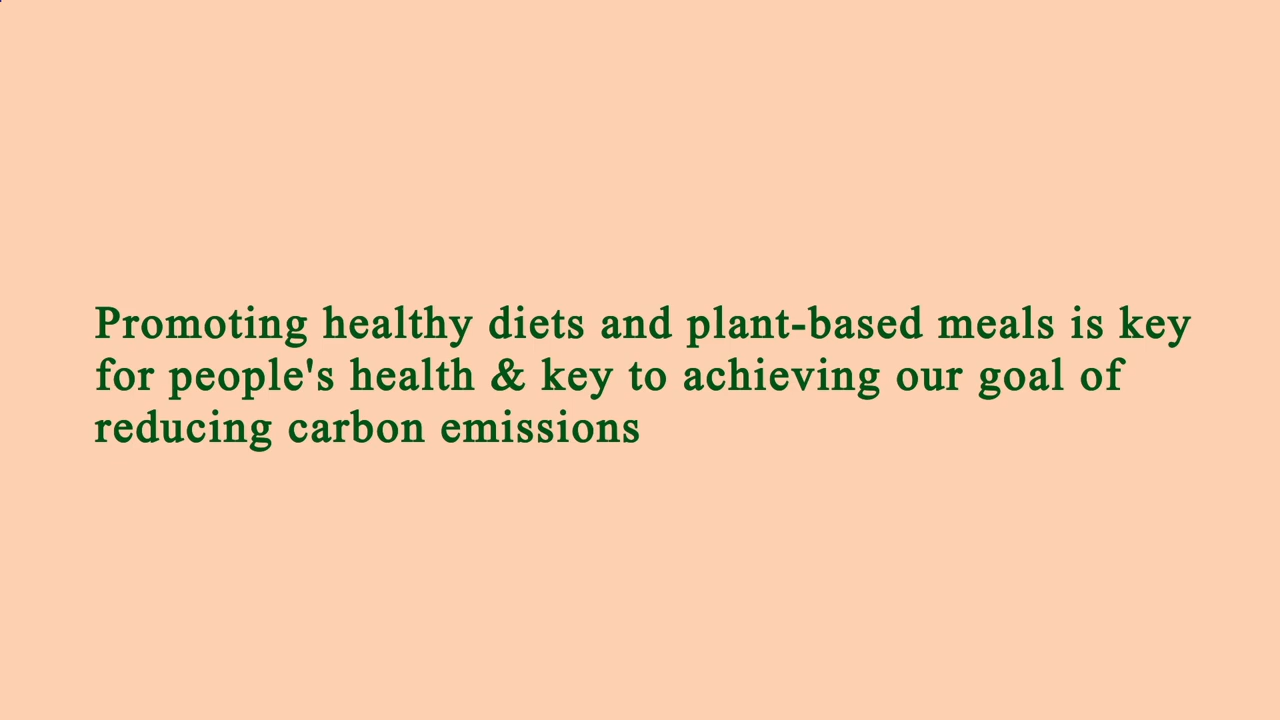 Promoting healthy diets and plant-based meals is key
for people's health & key to achieving our goal of
reducing carbon emissions